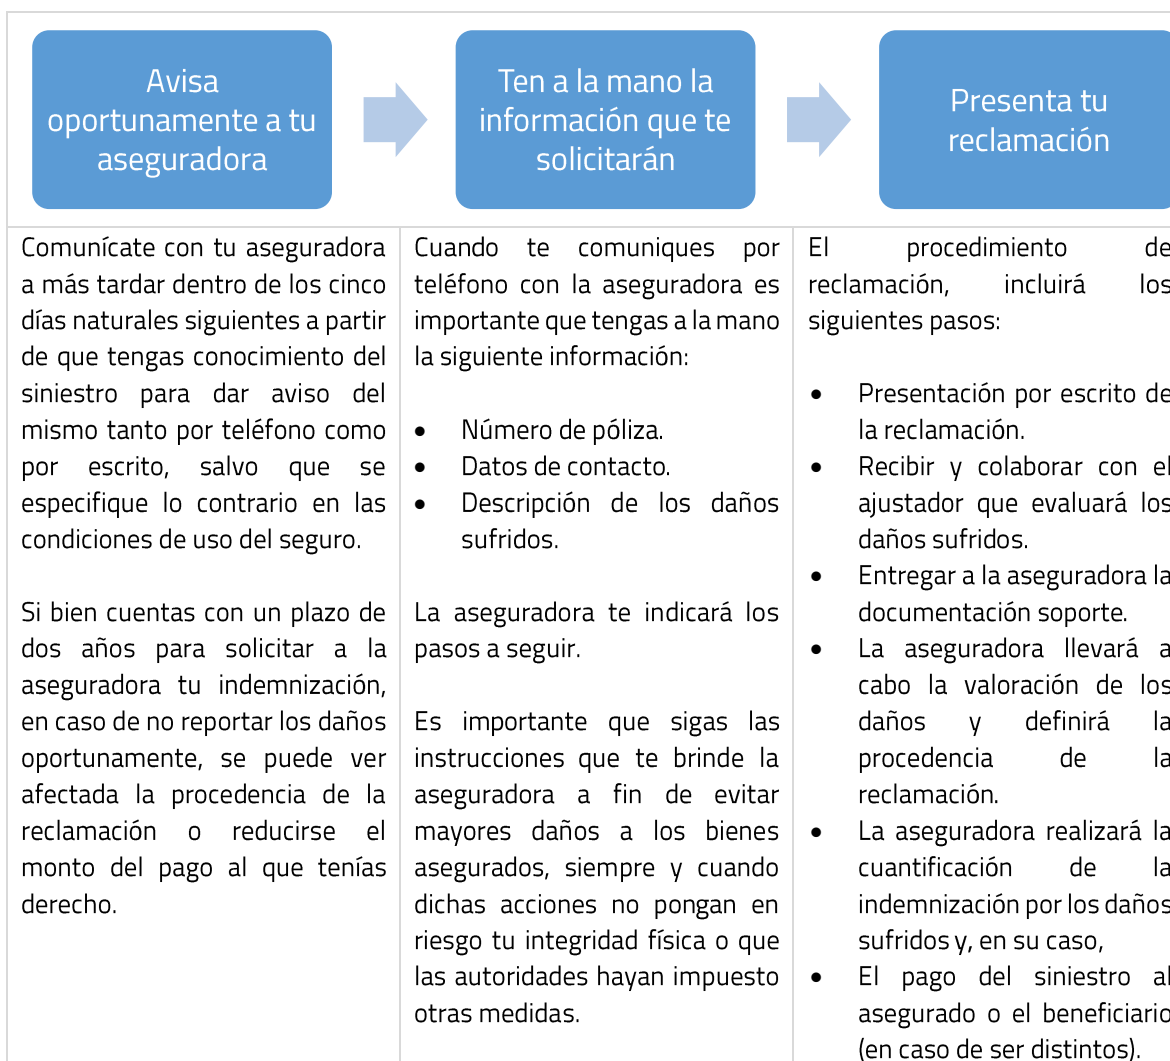 Avisa
oportunamente a tu
aseguradora
Ten a la mano la
información que te
solicitarán
Presenta tu
reclamación
Comunícate con tu aseguradora
a más tardar dentro de los cinco
días naturales siguientes a partir
de que tengas conocimiento del
siniestro para dar aviso del
mismo tanto por teléfono como
por escrito, salvo que se
especifique lo contrario en las
condiciones de uso del seguro.
Si bien cuentas con un plazo de
dos años para solicitar a la
aseguradora tu indemnización,
en caso de no reportar los daños
oportunamente, se puede ver
afectada la procedencia de la
reclamación o reducirse el
monto del pago al que tenías
derecho.
Cuando te comuniques por
teléfono con la aseguradora es
importante que tengas a la mano
la siguiente información:
• Número de póliza.
• Datos de contacto.
• Descripción de los daños
sufridos.
La aseguradora te indicará los
pasos a seguir.
Es importante que sigas las
instrucciones que te brinde la
aseguradora a fin de evitar
mayores daños a los bienes
asegurados, siempre y cuando
dichas acciones no pongan en
riesgo tu integridad física o que
las autoridades hayan impuesto
otras medidas.
El procedimiento de
reclamación, incluirá los
siguientes pasos:
• Presentación por escrito de
la reclamación.
• Recibir y colaborar con el
ajustador que evaluará los
daños sufridos.
• Entregar a la aseguradora la
documentación soporte.
• La aseguradora llevará a
cabo la valoración de los
daños y definirá la
procedencia de la
reclamación.
• La aseguradora realizará la
cuantificación de la
indemnización por los daños
sufridos y, en su caso,
• El pago del siniestro al
asegurado o el beneficiario
(en caso de ser distintos).